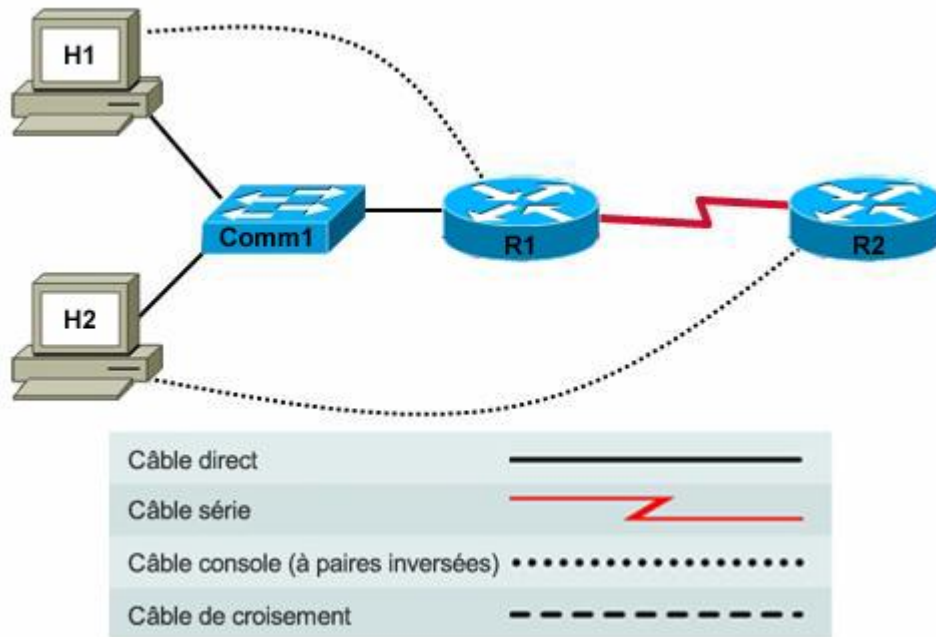 H1
Comm1
R1
R2
H2
Câble direct
Câble série
Câble console (à paires inversées)
Câble de croisement